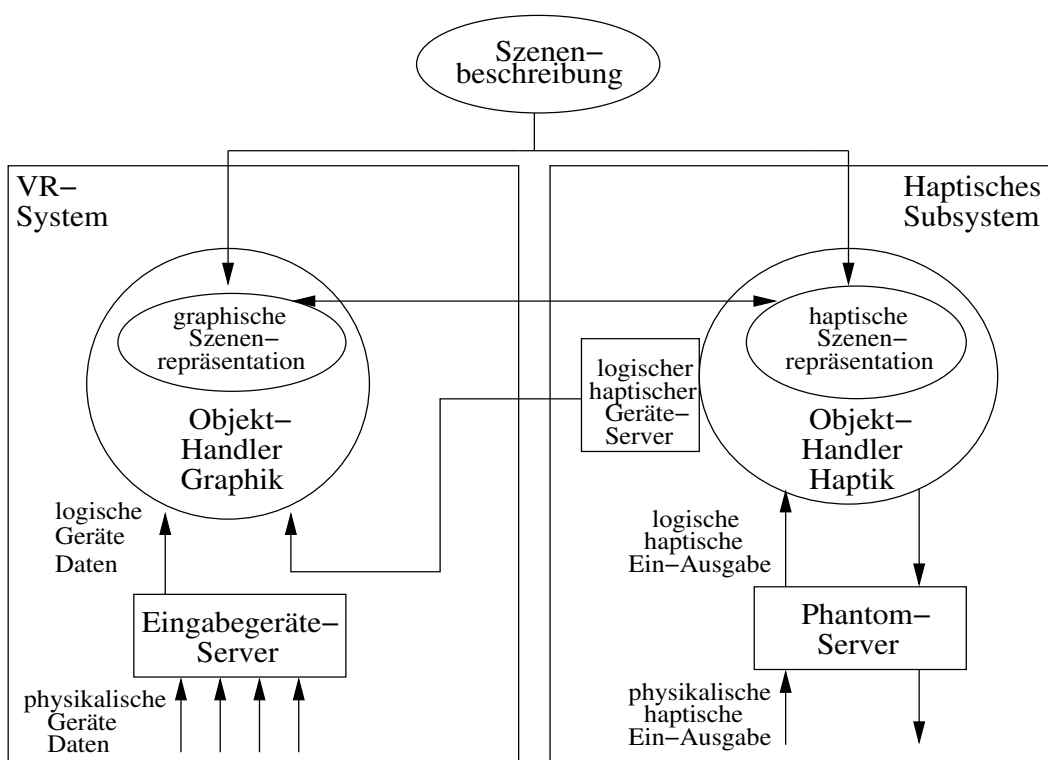 Szenen–
beschreibung
VR–
System
Haptisches
Subsystem
graphische
Szenen–
repräsentation
haptische
Szenen–
repräsentation
logischer
haptischer
Geräte–
Server
Objekt–
Handler
Graphik
Objekt–
Handler
Haptik
logische
Geräte
Daten
logische
haptische
Ein–Ausgabe
Eingabegeräte–
Server
Phantom–
Server
physikalische
Geräte
Daten
physikalische
haptische
Ein–Ausgabe